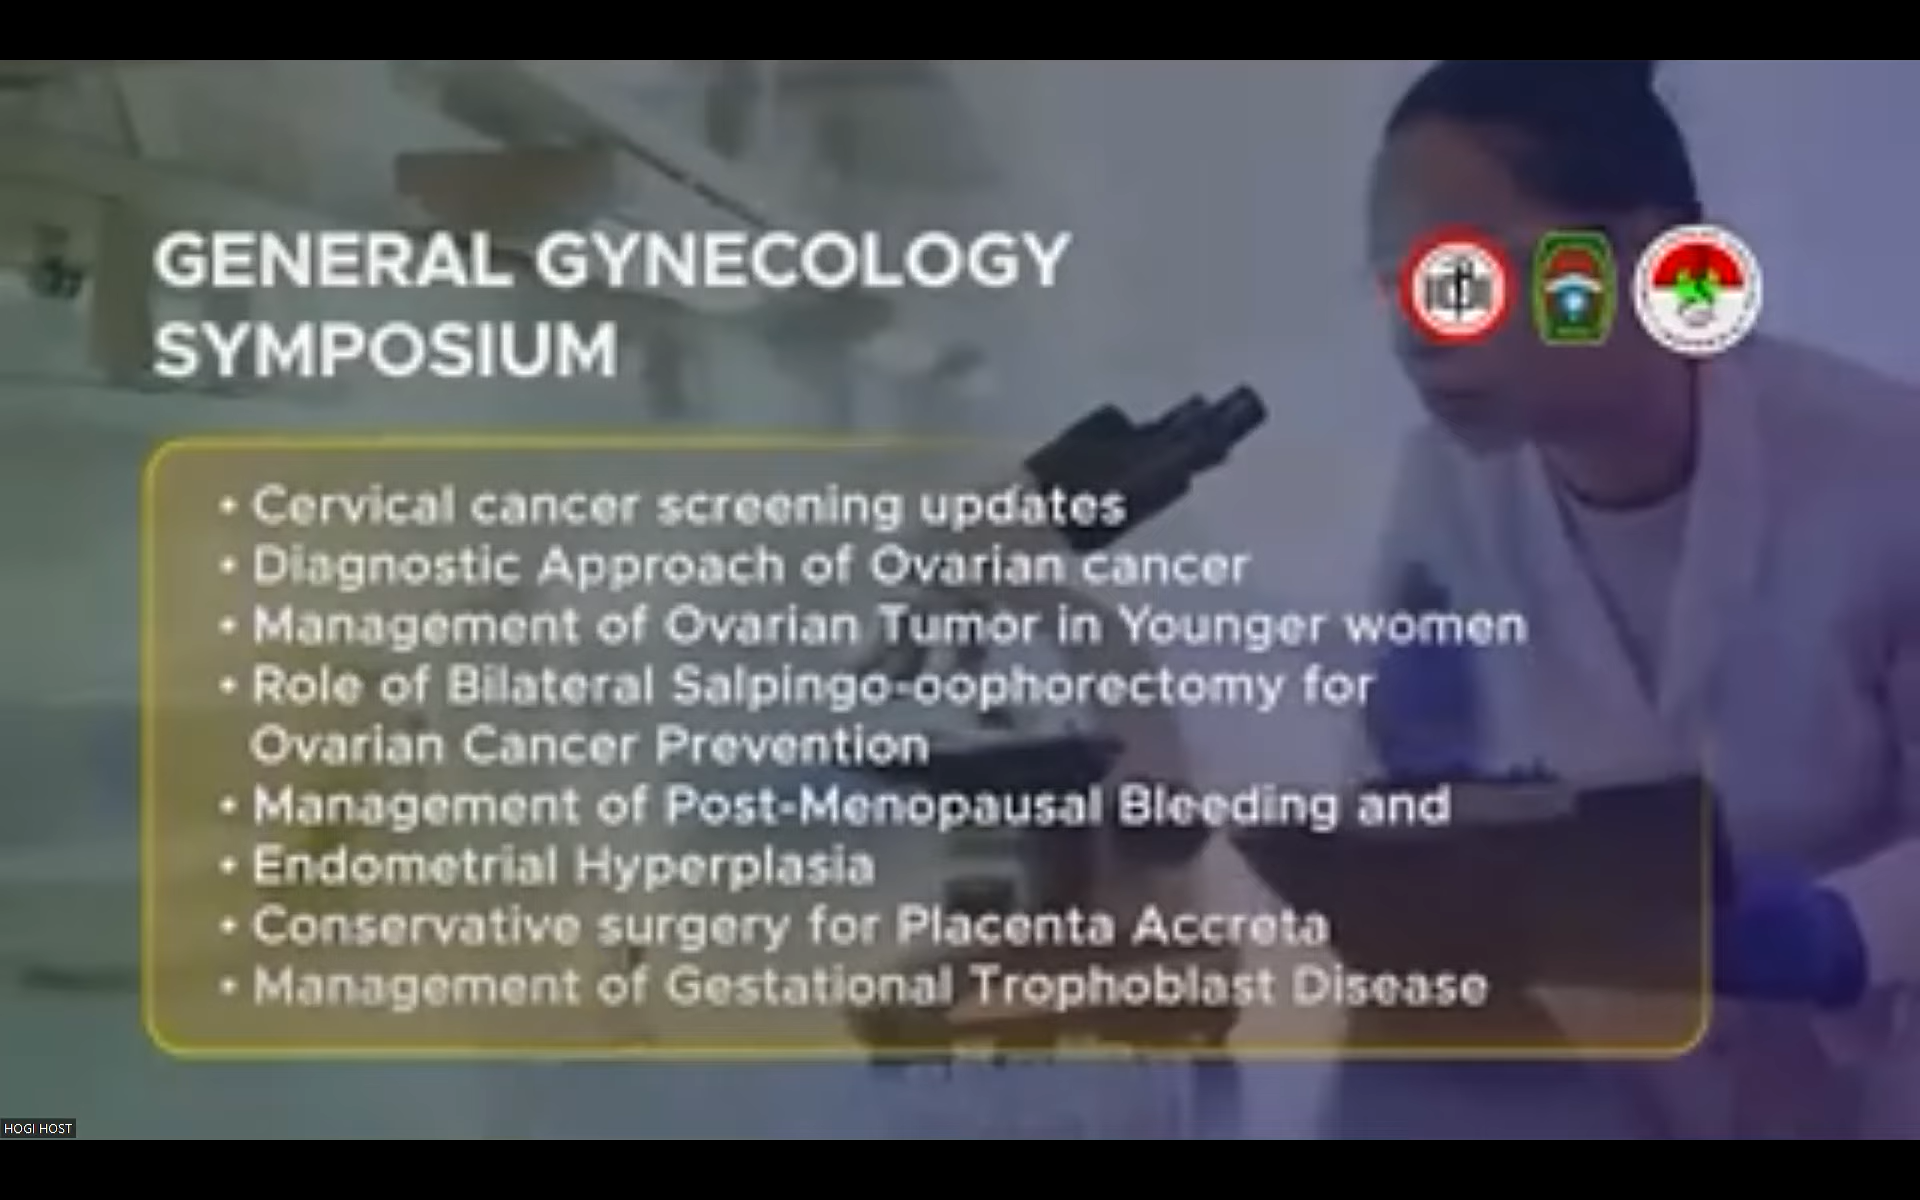 GENERAL GYNECOLOGY
SYMPOSIUM
• Cervical cancer screening updates
• Diagnostic Approach of Ovarian cancer
• Management of Ovarian Tumor in Younger women
• Role of Bilateral Salpingo-oophorectomy for
Ovarian Cancer Prevention
• Management of Post-Menopausal Bleeding and
• Endometrial Hyperplasia
• Conservative surgery for Placenta Accreta
• Management of Gestational Trophoblast Disease
HOGI HOST